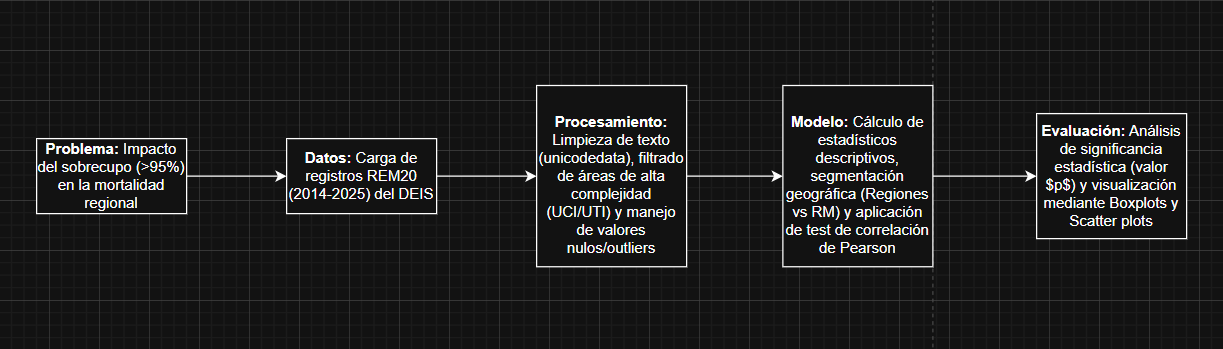 Problema: Impacto
del sobrecupo (>95%)
en la mortalidad
regional
Datos: Carga de
registros REM20
(2014-2025) del DEIS
Procesamiento:
Limpieza de texto
(unicodedata), filtrado
de áreas de alta
complejidad
(UCI/UTI) y manejo
de valores
nulos/outliers
Modelo: Cálculo de
estadísticos
descriptivos,
segmentación
geográfica (Regiones
vs RM) y aplicación
de test de correlación
de Pearson
Evaluación: Análisis
de significancia
estadística (valor
$p$) y visualización
mediante Boxplots y
Scatter plots